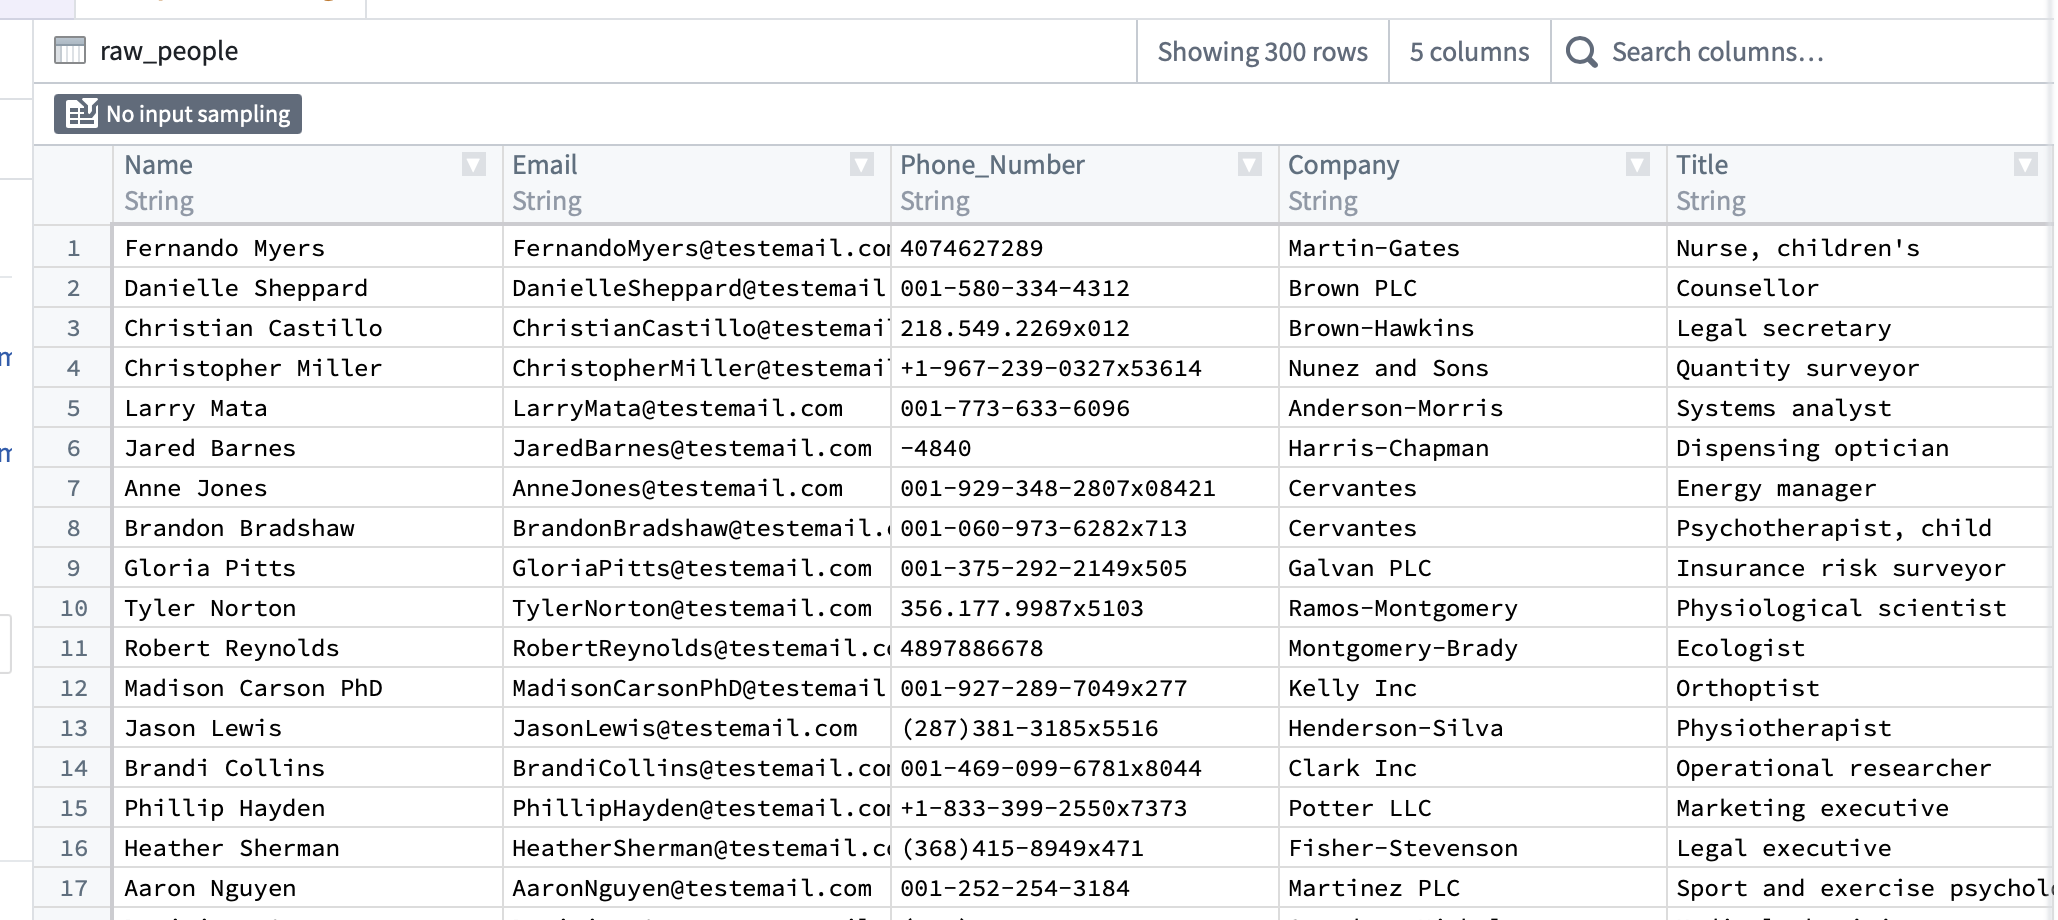 raw_people Showing 300 rows 5 columns Search columns...
No input sampling
Name Email Phone_Number Company Title
String String String String String
1 Fernando Myers FernandoMyers@testemail.com 4074627289 Martin-Gates Nurse, children's
2 Danielle Sheppard DanielleSheppard@testemail 001-580-334-4312 Brown PLC Counsellor
3 Christian Castillo ChristianCastillo@testemail 218.549.2269x012 Brown-Hawkins Legal secretary
4 Christopher Miller ChristopherMiller@testemail +1-967-239-0327x53614 Nunez and Sons Quantity surveyor
5 Larry Mata LarryMata@testemail.com 001-773-633-6096 Anderson-Morris Systems analyst
6 Jared Barnes JaredBarnes@testemail.com -4840 Harris-Chapman Dispensing optician
7 Anne Jones AnneJones@testemail.com 001-929-348-2807x08421 Cervantes Energy manager
8 Brandon Bradshaw BrandonBradshaw@testemail.c 001-060-973-6282x713 Cervantes Psychotherapist, child
9 Gloria Pitts GloriaPitts@testemail.com 001-375-292-2149x505 Galvan PLC Insurance risk surveyor
10 Tyler Norton TylerNorton@testemail.com 356.177.9987x5103 Ramos-Montgomery Physiological scientist
11 Robert Reynolds RobertReynolds@testemail.co 4897886678 Montgomery-Brady Ecologist
12 Madison Carson PhD MadisonCarsonPhD@testemail 001-927-289-7049x277 Kelly Inc Orthoptist
13 Jason Lewis JasonLewis@testemail.com (287)381-3185x5516 Henderson-Silva Physiotherapist
14 Brandi Collins BrandiCollins@testemail.com 001-469-099-6781x8044 Clark Inc Operational researcher
15 Phillip Hayden PhillipHayden@testemail.com +1-833-399-2550x7373 Potter LLC Marketing executive
16 Heather Sherman HeatherSherman@testemail.co (368)415-8949x471 Fisher-Stevenson Legal executive
17 Aaron Nguyen AaronNguyen@testemail.com 001-252-254-3184 Martinez PLC Sport and exercise psychol